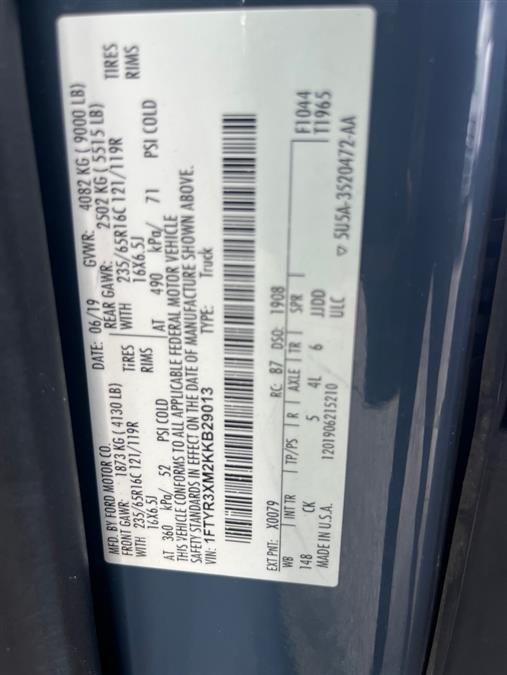 MFD. BY FORD MOTOR CO.
DATE: 06/19 GVWR: 4082 KG ( 9000 LB)
FRONT GAWR: 1873 KG ( 4130 LB) REAR GAWR: 2502 KG ( 5515 LB)
WITH 235/65R16C 121/119R TIRES WITH 235/65R16C 121/119R TIRES
16X6.5J RIMS 16X6.5J RIMS
AT 360 kPa/ 52 PSI COLD AT 490 kPa/ 71 PSI COLD
THIS VEHICLE CONFORMS TO ALL APPLICABLE FEDERAL MOTOR VEHICLE
SAFETY STANDARDS IN EFFECT ON THE DATE OF MANUFACTURE SHOWN ABOVE.
VIN: 1FTYR3XM2KKB29013 TYPE: Truck
F1044
T1965
EXT PNT: X0079 RC: 87 DSO: 1908
WB INT TR TP/PS R AXLE TR SPR
148 CK 5 4L 6 JJDD
MADE IN U.S.A. 1201906215210 ULC
5U5A-3520472-AA